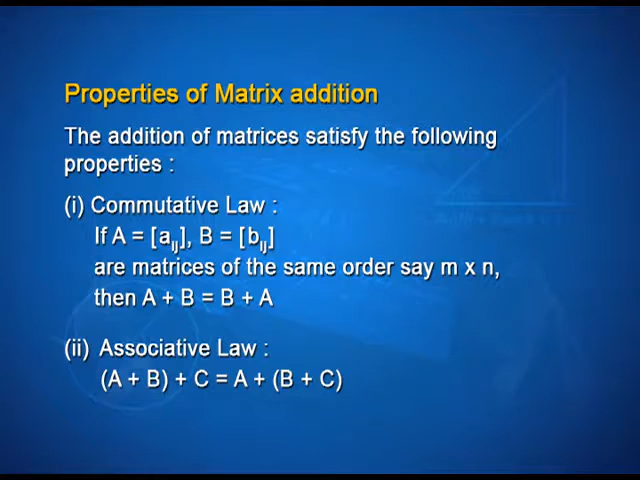 Properties of Matrix addition
The addition of matrices satisfy the following
properties :
(i) Commutative Law :
If A = [aij], B = [bij]
are matrices of the same order say m x n,
then A + B = B + A
(ii) Associative Law :
(A + B) + C = A + (B + C)